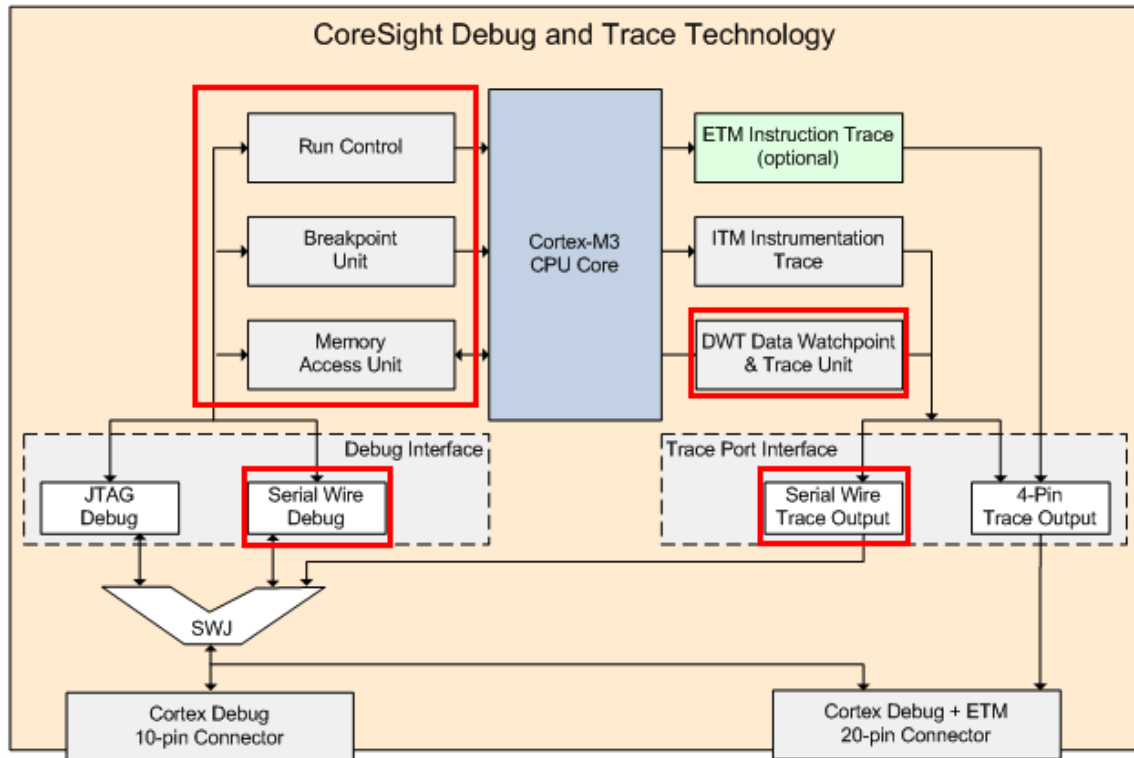 CoreSight Debug and Trace Technology
Run Control
Breakpoint
Unit
Memory
Access Unit
Cortex-M3
CPU Core
ETM Instruction Trace
(optional)
ITM Instrumentation
Trace
DWT Data Watchpoint
& Trace Unit
Debug Interface
JTAG
Debug
Serial Wire
Debug
Trace Port Interface
Serial Wire
Trace Output
4-Pin
Trace Output
SWJ
Cortex Debug
10-pin Connector
Cortex Debug + ETM
20-pin Connector